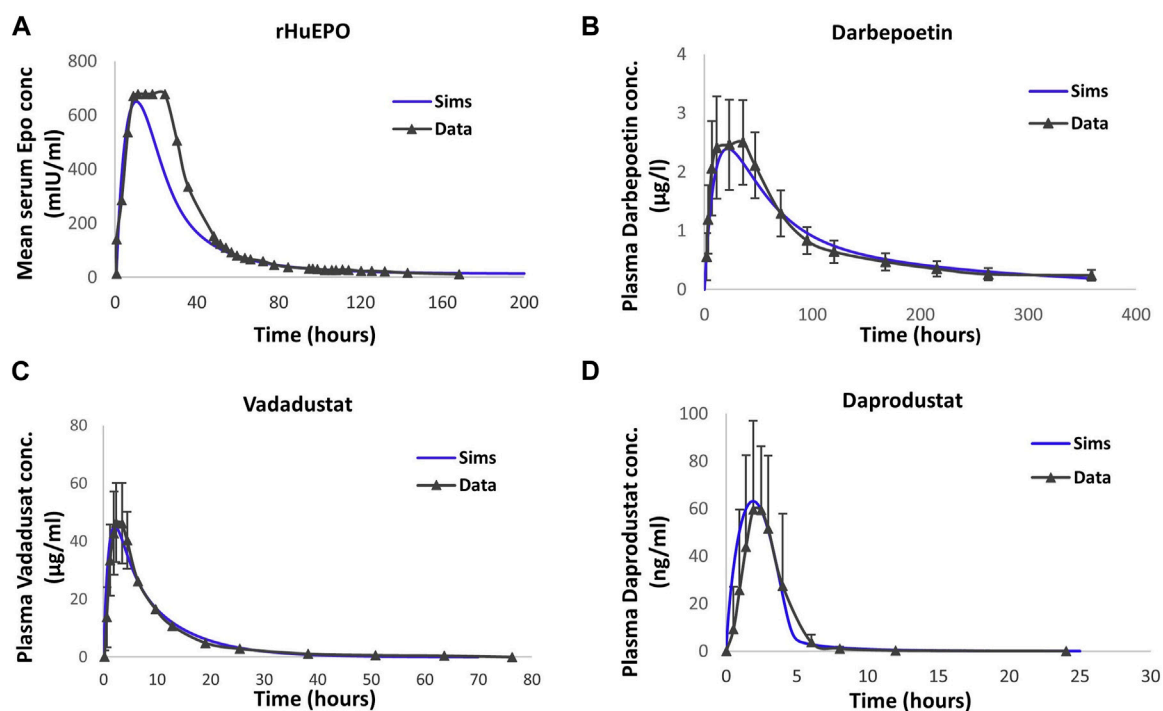 A
rHuEPO
Mean serum Epo conc
(mIU/ml)
800
600
400
200
0
0 40 80 120 160 200
Time (hours)
Sims
Data
B
Darbepoetin
Plasma Darbepoetin conc.
(µg/l)
4
3
2
1
0
0 100 200 300 400
Time (hours)
Sims
Data
C
Vadadustat
Plasma Vadadusat conc.
(µg/ml)
80
60
40
20
0
0 10 20 30 40 50 60 70 80
Time (hours)
Sims
Data
D
Daprodustat
Plasma Daprodustat conc.
(ng/ml)
100
80
60
40
20
0
0 5 10 15 20 25 30
Time (hours)
Sims
Data